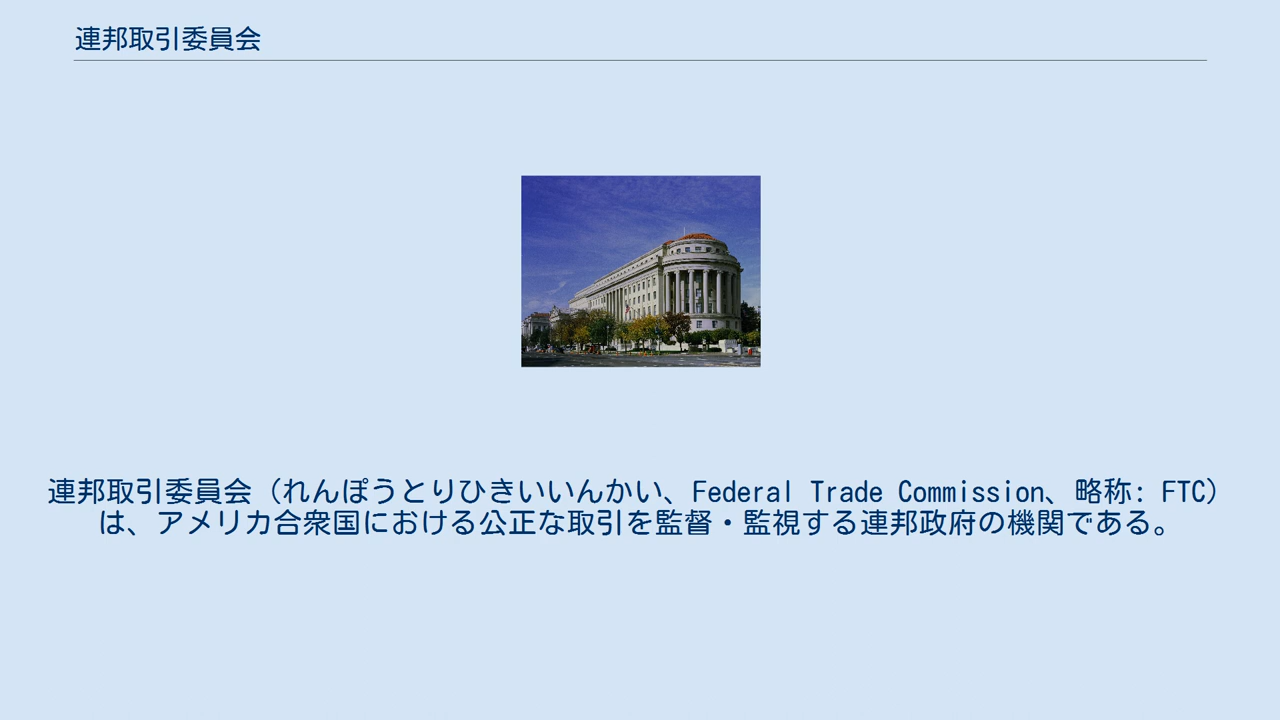 連邦取引委員会
連邦取引委員会（れんぽうとりひきいいんかい、Federal Trade Commission、略称: FTC）
は、アメリカ合衆国における公正な取引を監督・監視する連邦政府の機関である。